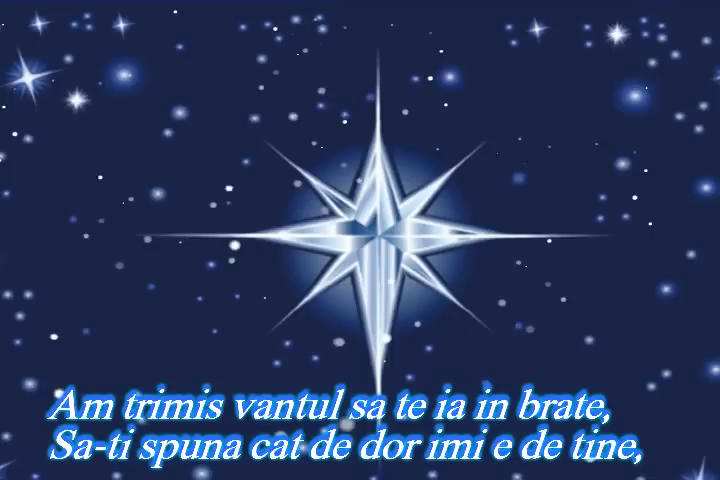 Am trimis vantul sa te ia in brate,
Sa-ti spuna cat de dor imi e de tine,